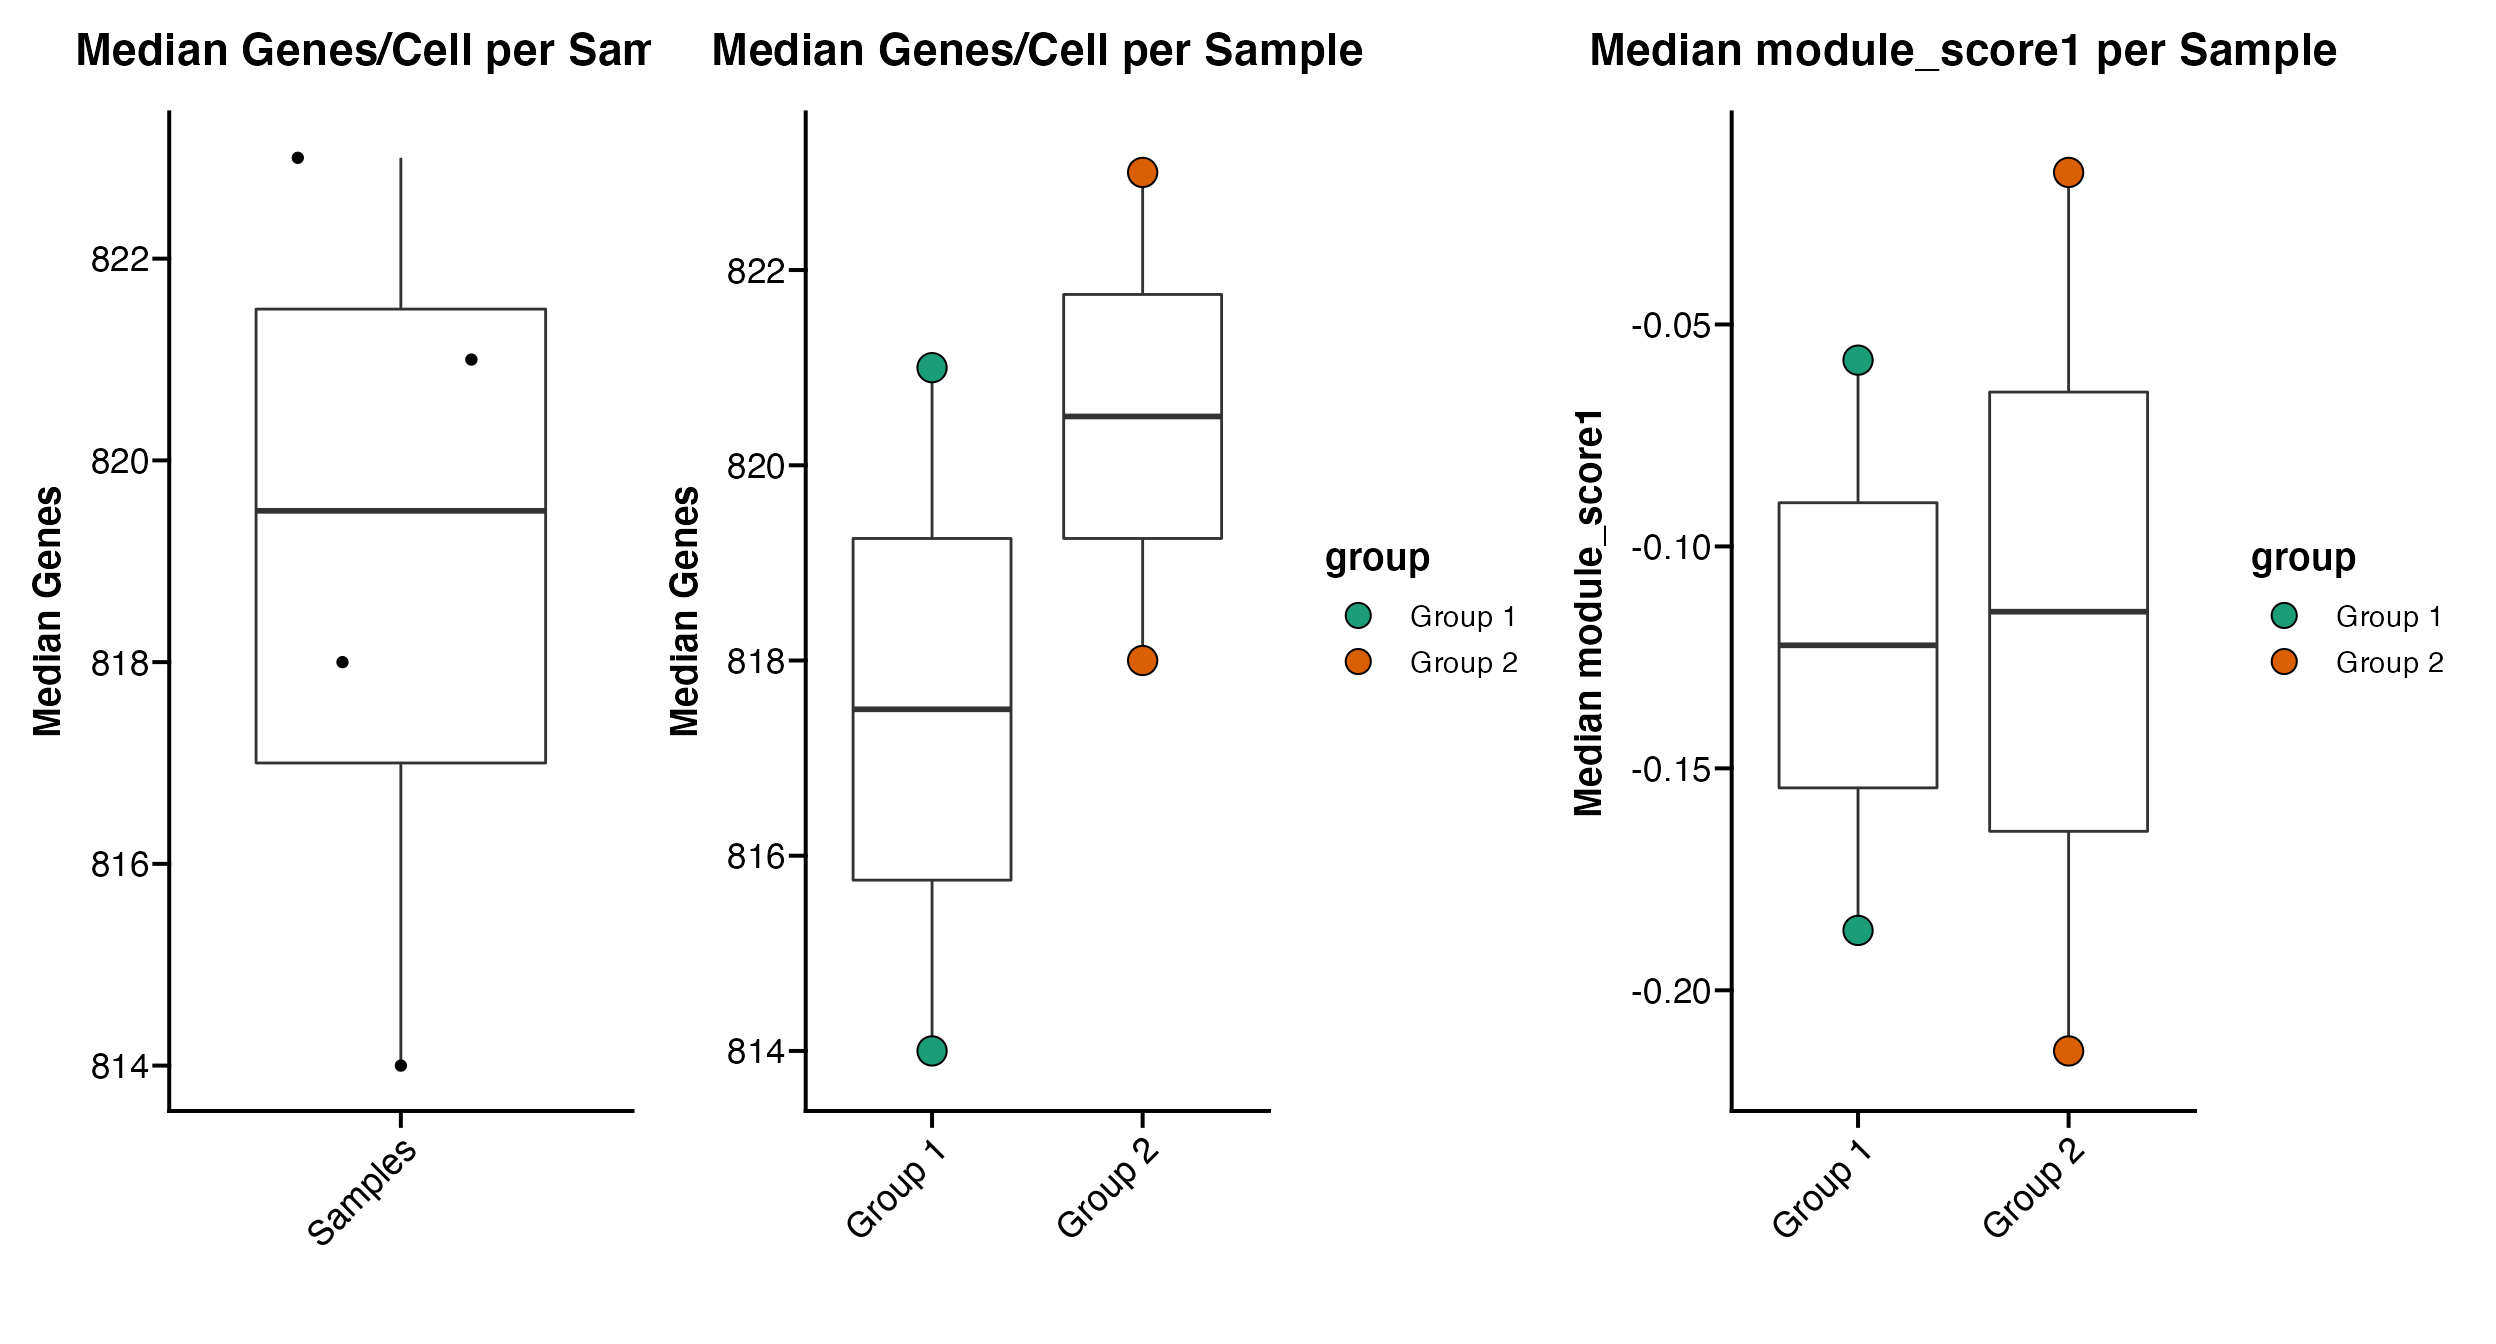 Median Genes/Cell per Sam
Median Genes
822
820
818
816
814
Samples
Median Genes/Cell per Sample
Median Genes
822
820
818
816
814
Group 1
Group 2
group
Group 1
Group 2
Median module_score1 per Sample
Median module_score1
-0.05
-0.10
-0.15
-0.20
Group 1
Group 2
group
Group 1
Group 2